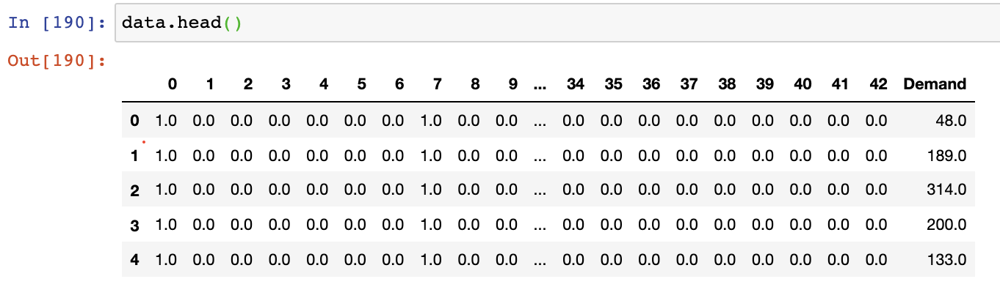 In [190]: data.head()
Out[190]:
0 1 2 3 4 5 6 7 8 9 ... 34 35 36 37 38 39 40 41 42 Demand
0 1.0 0.0 0.0 0.0 0.0 0.0 0.0 1.0 0.0 0.0 ... 0.0 0.0 0.0 0.0 0.0 0.0 0.0 0.0 0.0 48.0
1 1.0 0.0 0.0 0.0 0.0 0.0 0.0 1.0 0.0 0.0 ... 0.0 0.0 0.0 0.0 0.0 0.0 0.0 0.0 0.0 189.0
2 1.0 0.0 0.0 0.0 0.0 0.0 0.0 1.0 0.0 0.0 ... 0.0 0.0 0.0 0.0 0.0 0.0 0.0 0.0 0.0 314.0
3 1.0 0.0 0.0 0.0 0.0 0.0 0.0 1.0 0.0 0.0 ... 0.0 0.0 0.0 0.0 0.0 0.0 0.0 0.0 0.0 200.0
4 1.0 0.0 0.0 0.0 0.0 0.0 0.0 1.0 0.0 0.0 ... 0.0 0.0 0.0 0.0 0.0 0.0 0.0 0.0 0.0 133.0